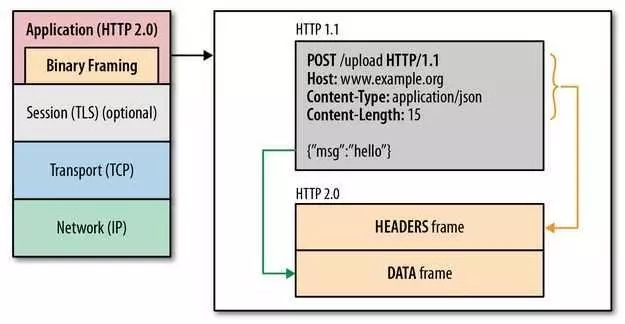 Application (HTTP 2.0)
Binary Framing
Session (TLS) (optional)
Transport (TCP)
Network (IP)
HTTP 1.1
POST /upload HTTP/1.1
Host: www.example.org
Content-Type: application/json
Content-Length: 15
{"msg":"hello"}
HTTP 2.0
HEADERS frame
DATA frame